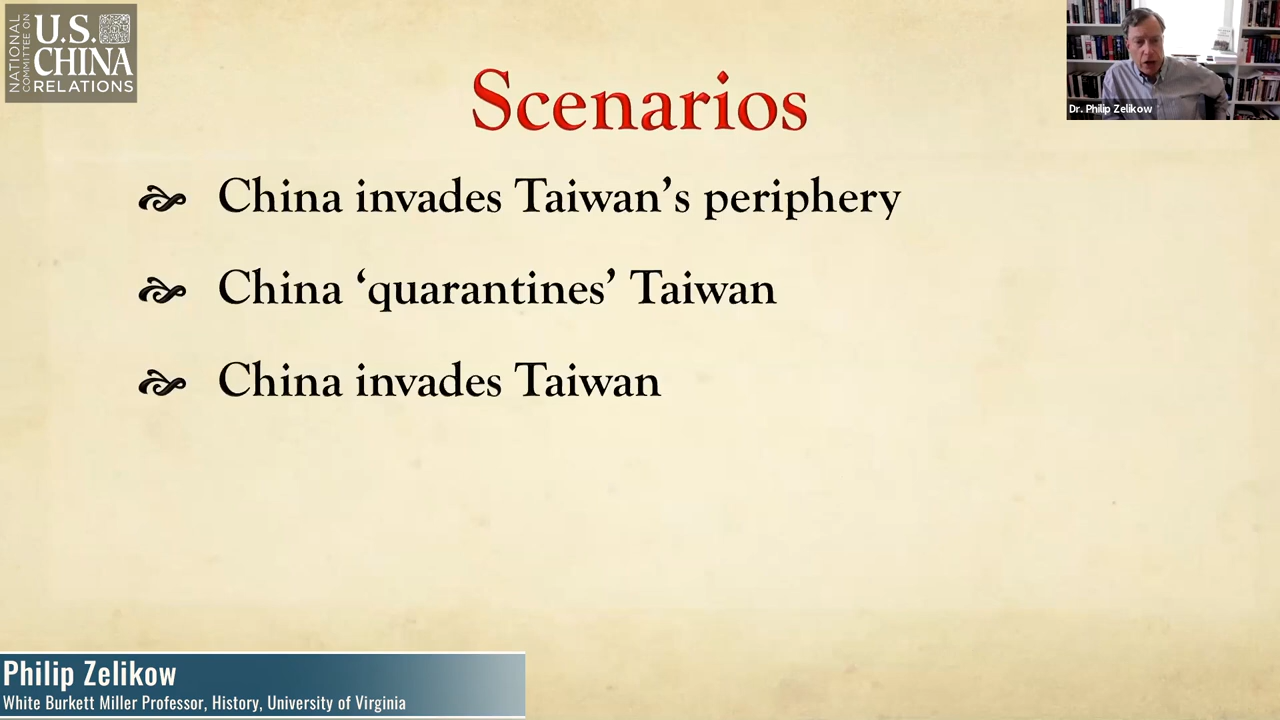 NATIONAL
COMMITTEE ON
U.S.
CHINA
RELATIONS
Scenarios
Dr. Philip Zelikow
China invades Taiwan’s periphery
China ‘quarantines’ Taiwan
China invades Taiwan
Philip Zelikow
White Burkett Miller Professor, History, University of Virginia